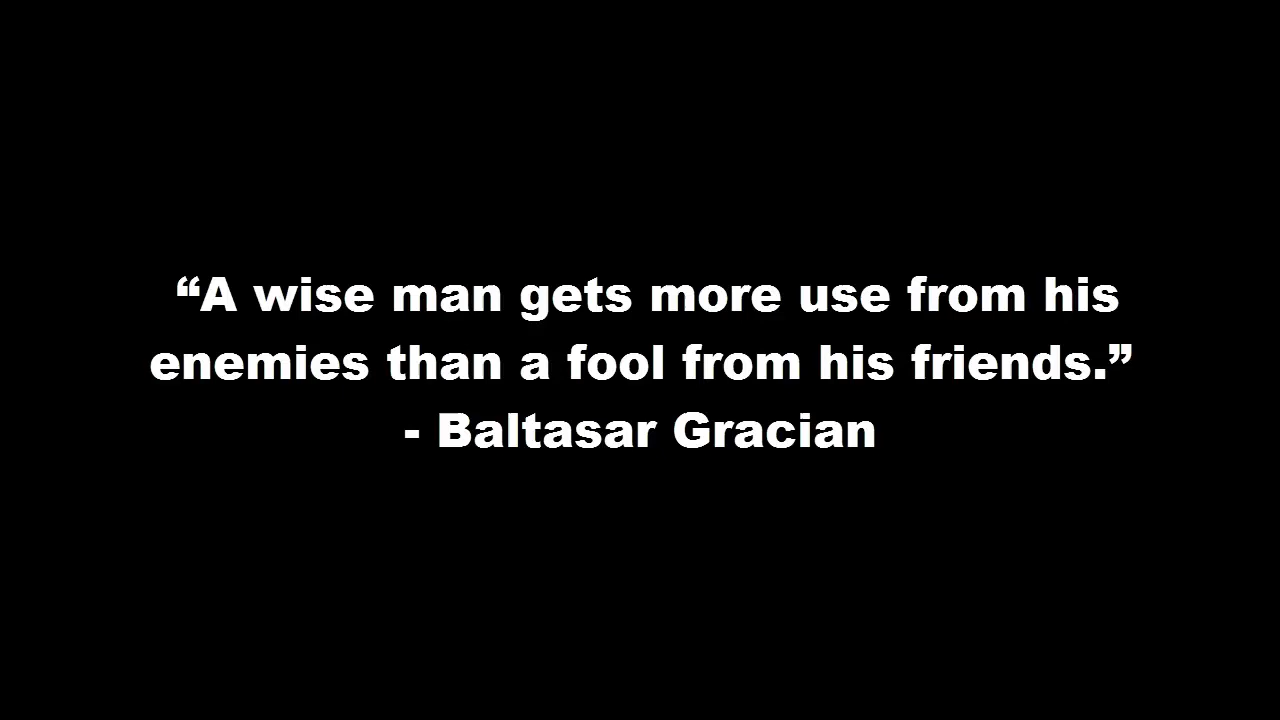 “A wise man gets more use from his
enemies than a fool from his friends.”
- Baltasar Gracian